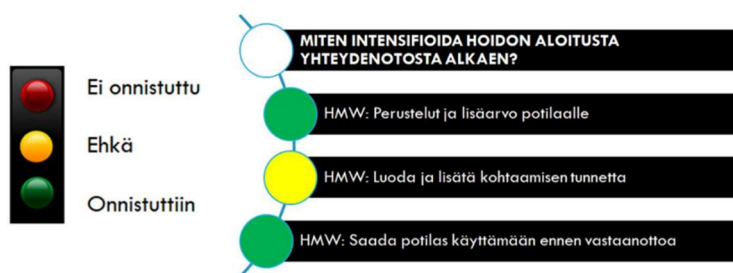 Ei onnistuttu
Ehkä
Onnistuttiin
MITEN INTENSIFIOIDA HOIDON ALOITUSTA
YHTEYDENOTOSTA ALKAEN?
HMW: Perustelut ja lisäarvo potilaalle
HMW: Luoda ja lisätä kohtaamisen tunnetta
HMW: Saada potilas käyttämään ennen vastaanottoa